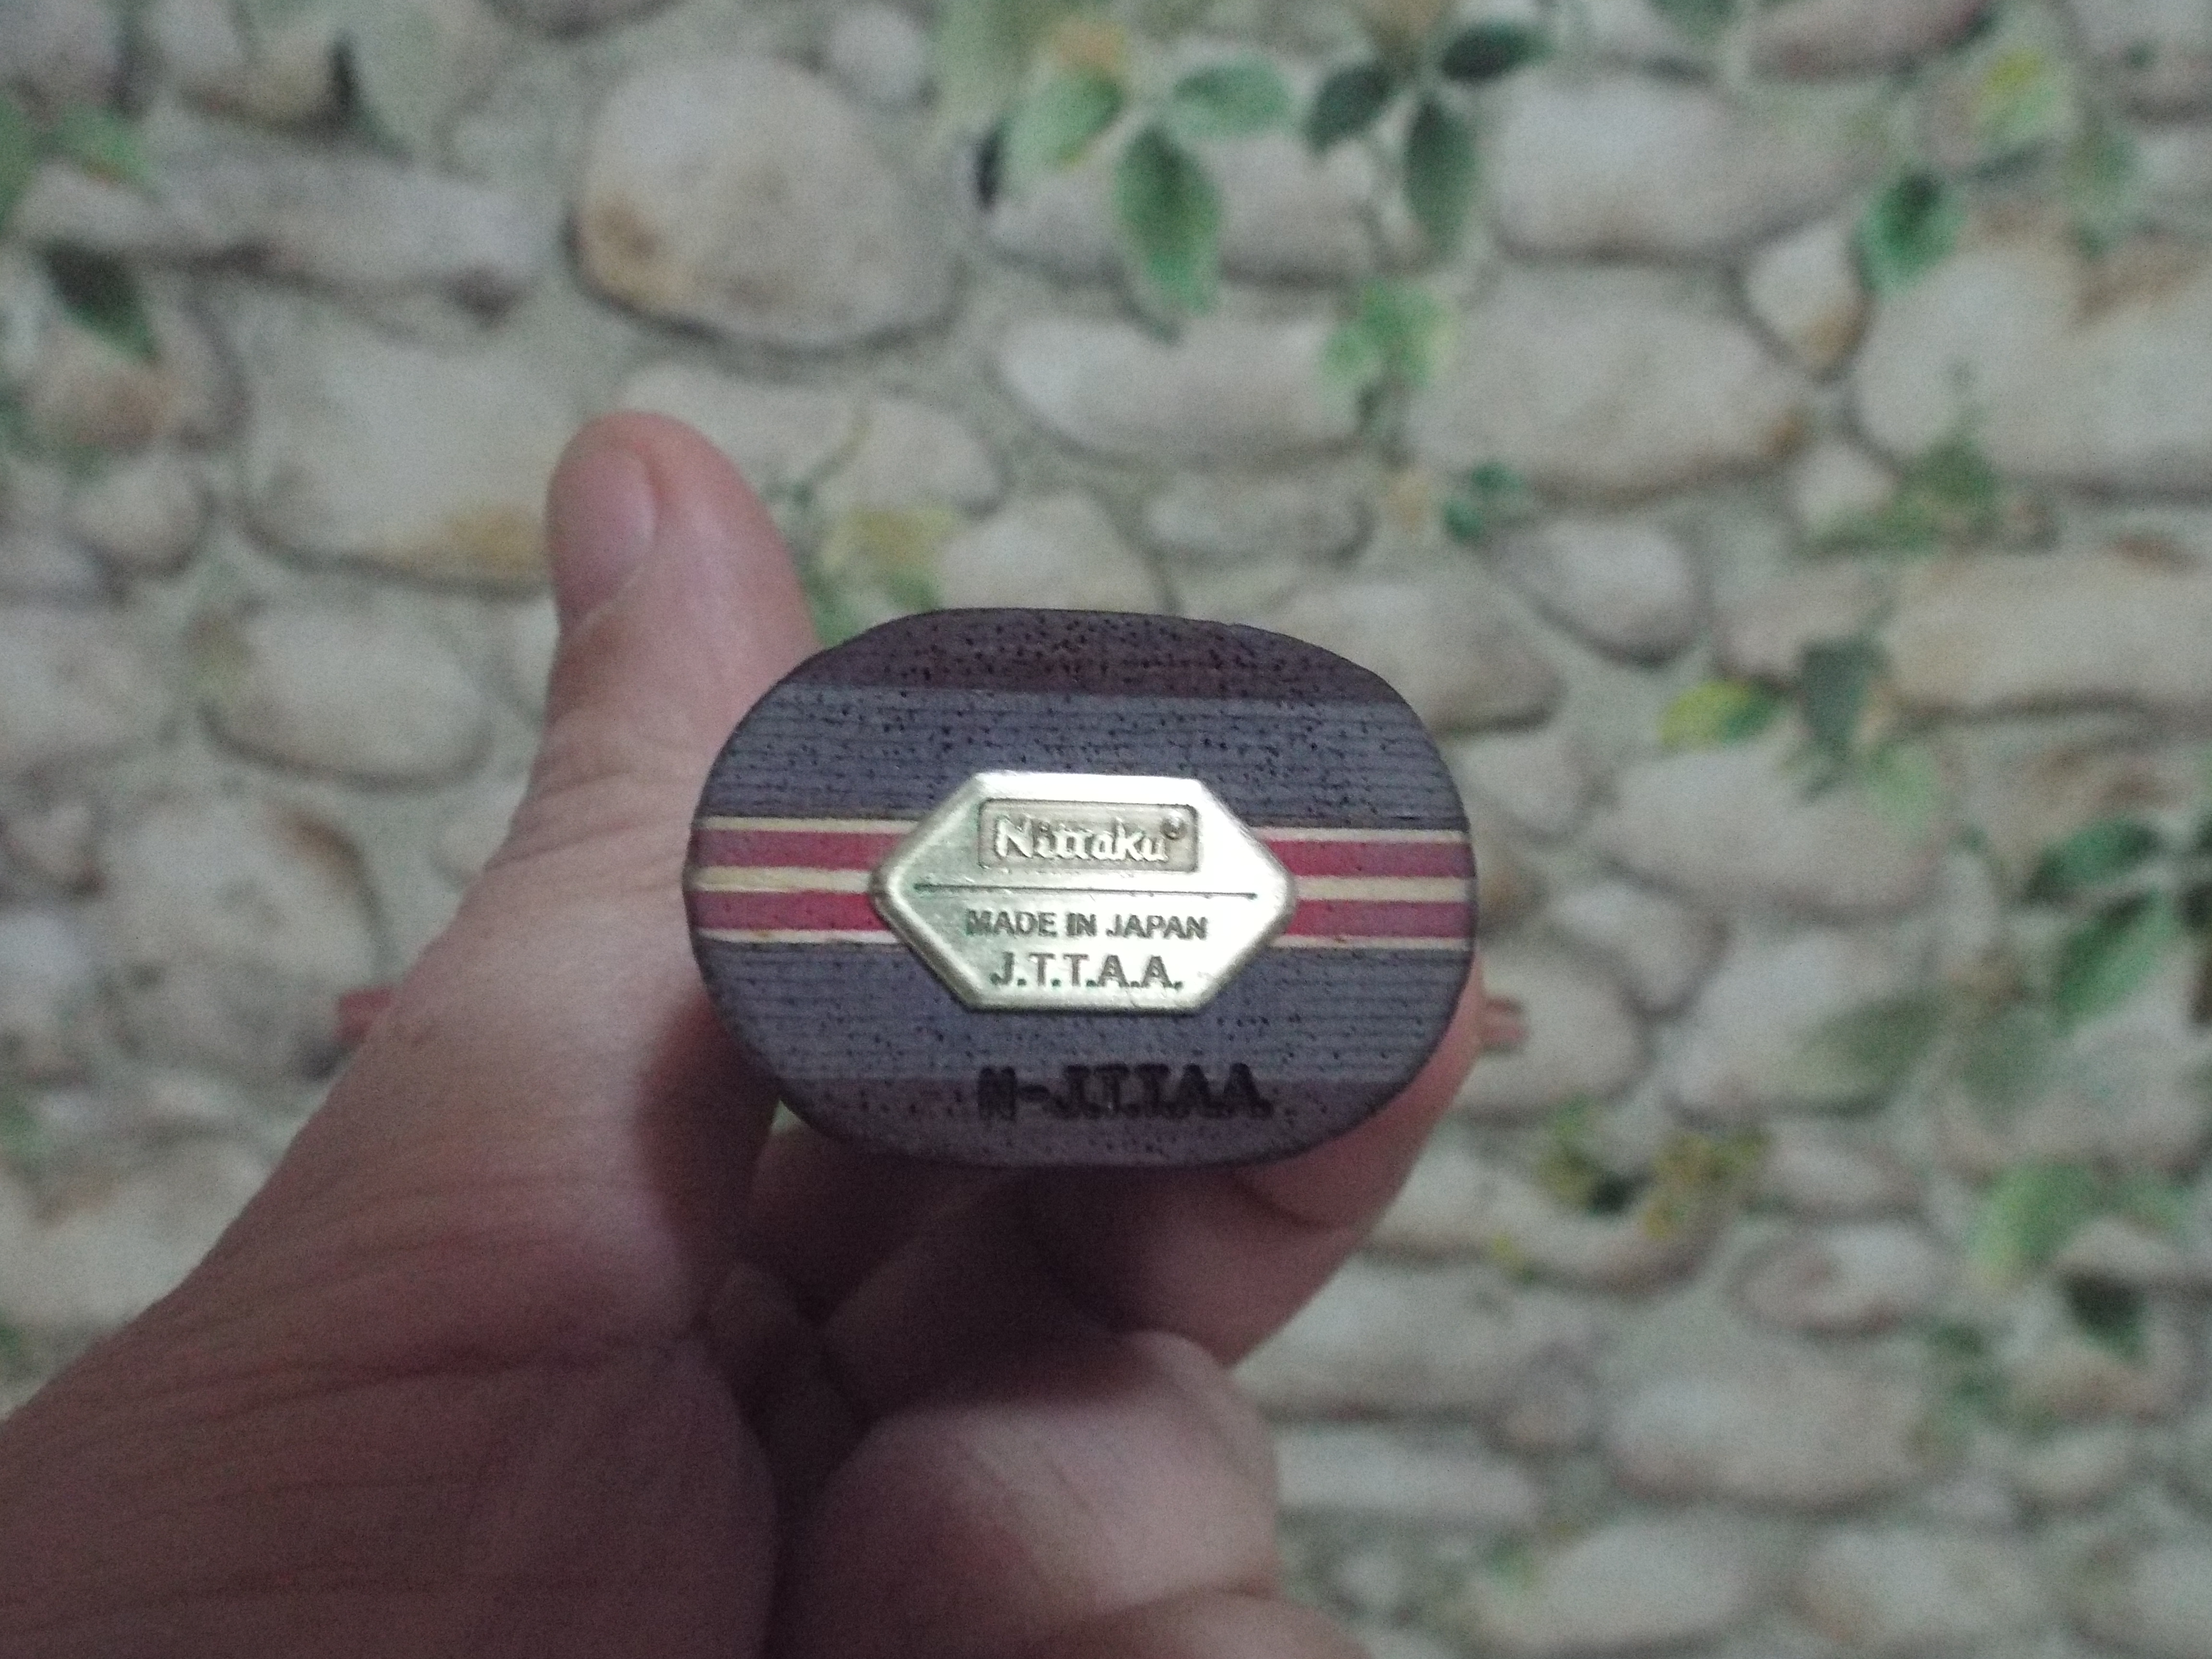 Nittaku®
MADE IN JAPAN
J.T.T.A.A.
N-J.T.T.A.A.